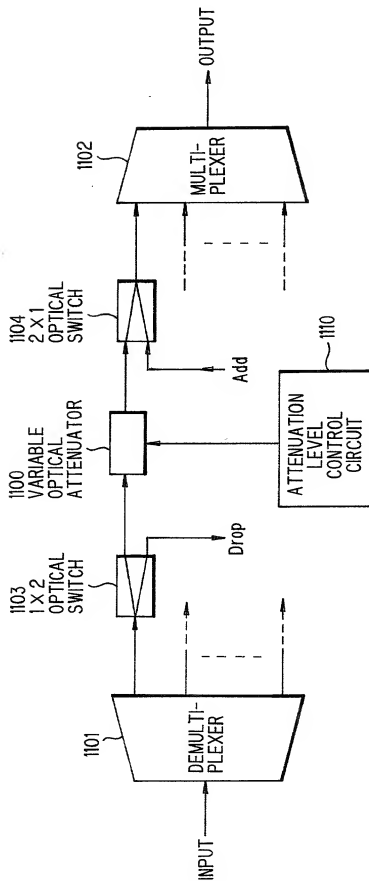 INPUT
1101
DEMULTI-
PLEXER
1103
1 X 2
OPTICAL
SWITCH
Drop
1100
VARIABLE
OPTICAL
ATTENUATOR
1104
2 X 1
OPTICAL
SWITCH
Add
1110
ATTENUATION
LEVEL
CONTROL
CIRCUIT
1102
MULTI-
PLEXER
OUTPUT